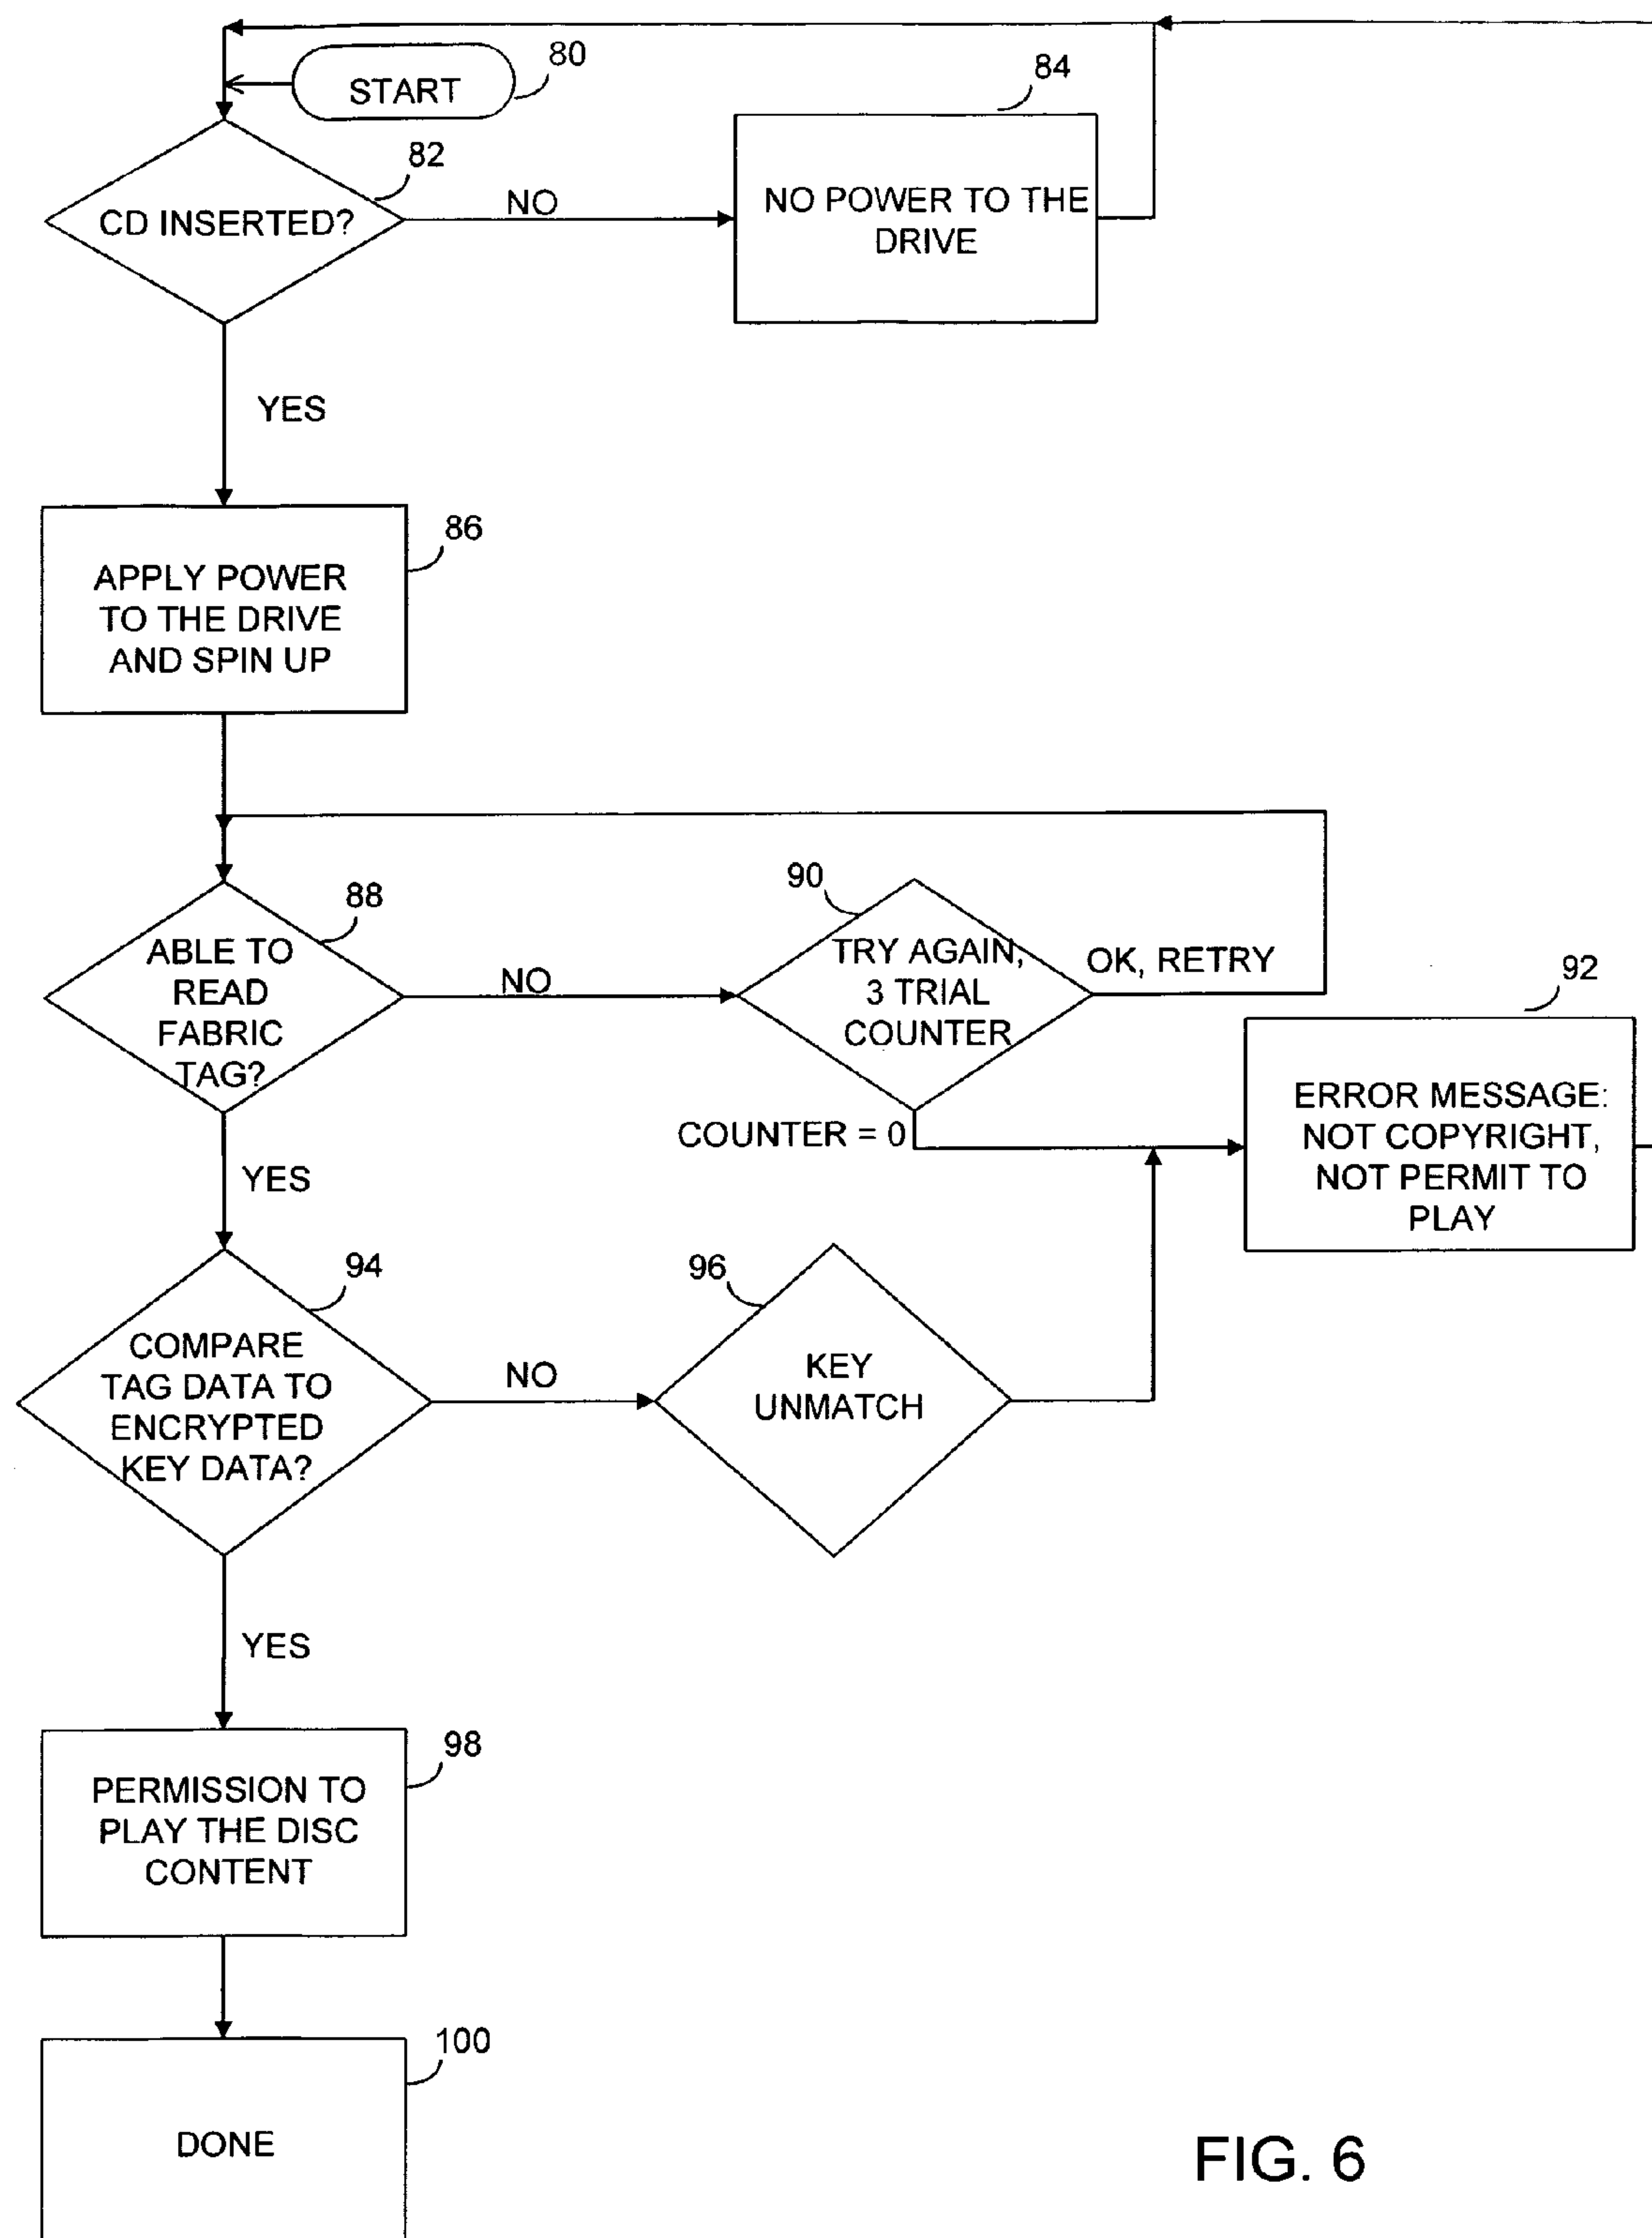 START
80
84
82
CD INSERTED?
NO
NO POWER TO THE
DRIVE
YES
86
APPLY POWER
TO THE DRIVE
AND SPIN UP
88
ABLE TO
READ
FABRIC
TAG?
NO
90
TRY AGAIN,
3 TRIAL
COUNTER
OK, RETRY
92
COUNTER = 0
ERROR MESSAGE:
NOT COPYRIGHT,
NOT PERMIT TO
PLAY
YES
94
COMPARE
TAG DATA TO
ENCRYPTED
KEY DATA?
NO
96
KEY
UNMATCH
YES
98
PERMISSION TO
PLAY THE DISC
CONTENT
100
DONE
FIG. 6